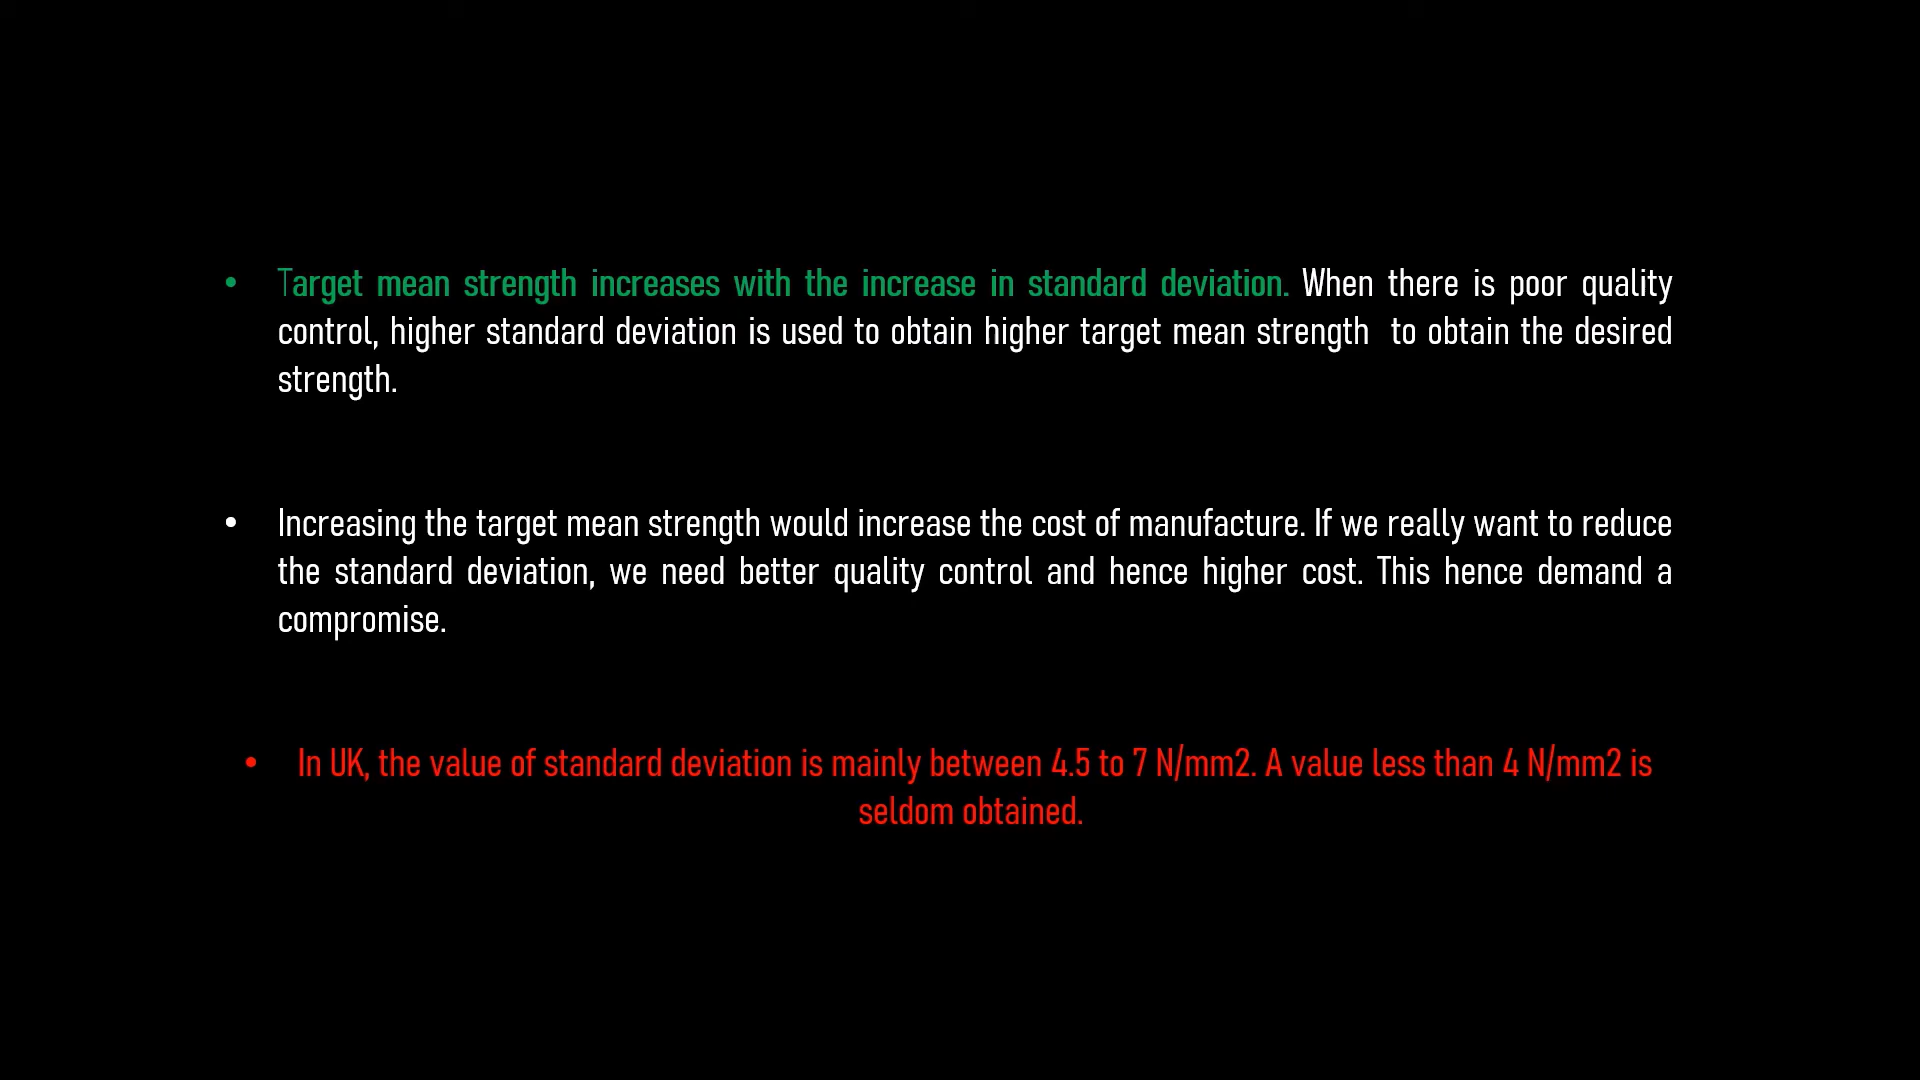 • Target mean strength increases with the increase in standard deviation. When there is poor quality
control, higher standard deviation is used to obtain higher target mean strength to obtain the desired
strength.
• Increasing the target mean strength would increase the cost of manufacture. If we really want to reduce
the standard deviation, we need better quality control and hence higher cost. This hence demand a
compromise.
• In UK, the value of standard deviation is mainly between 4.5 to 7 N/mm2. A value less than 4 N/mm2 is
seldom obtained.